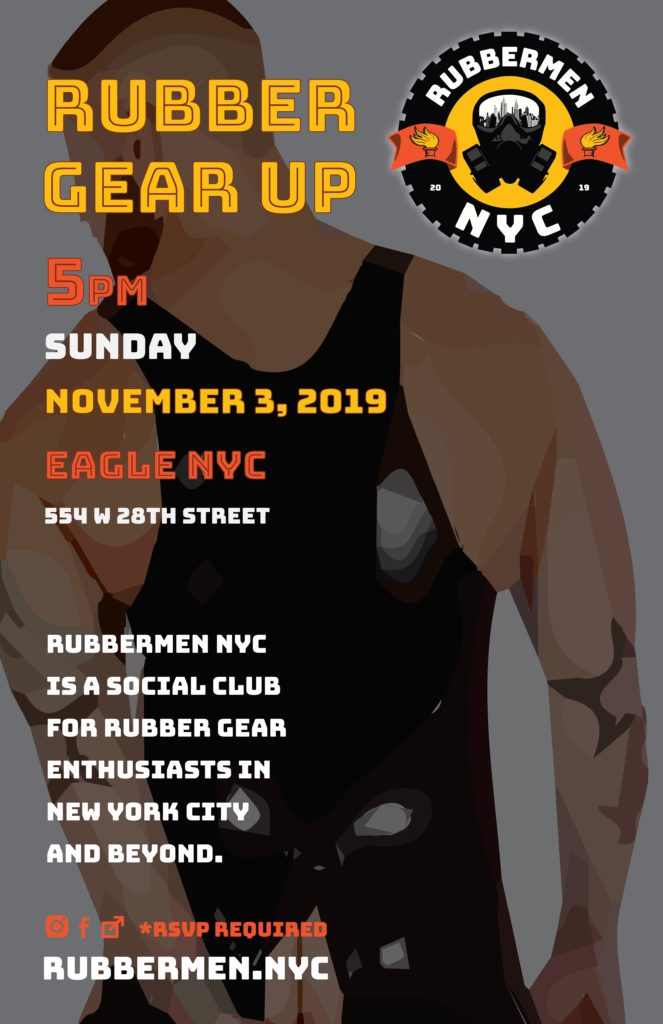 RUBBER
GEAR UP
RUBBERMEN
20 19
NYC
5PM
SUNDAY
NOVEMBER 3, 2019
EAGLE NYC
554 W 28TH STREET
RUBBERMEN NYC
IS A SOCIAL CLUB
FOR RUBBER GEAR
ENTHUSIASTS IN
NEW YORK CITY
AND BEYOND.
*RSVP REQUIRED
RUBBERMEN.NYC